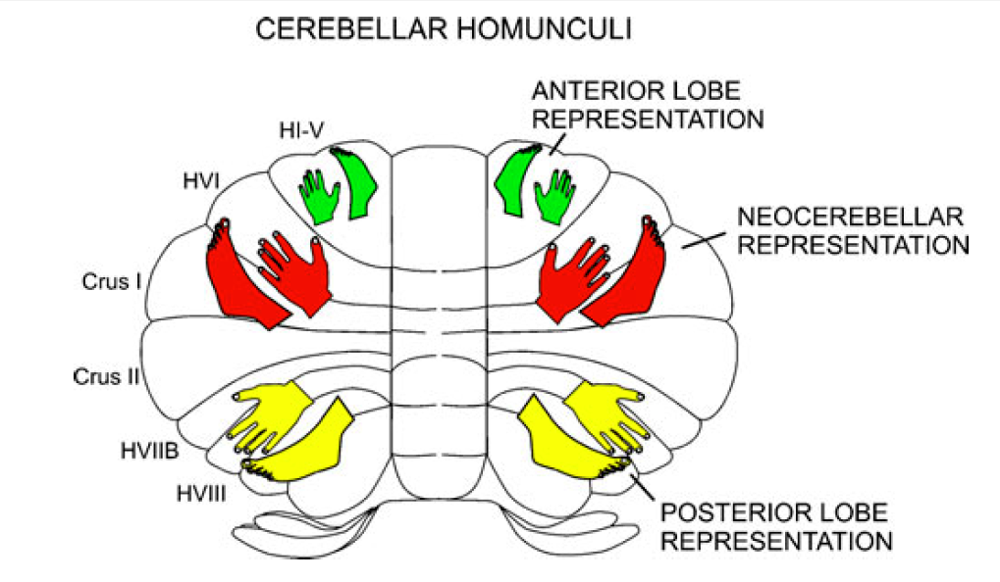 CEREBELLAR HOMUNCULI
ANTERIOR LOBE
REPRESENTATION
HI-V
HVI
NEOCEREBELLAR
REPRESENTATION
Crus I
Crus II
HVIIB
HVIII
POSTERIOR LOBE
REPRESENTATION